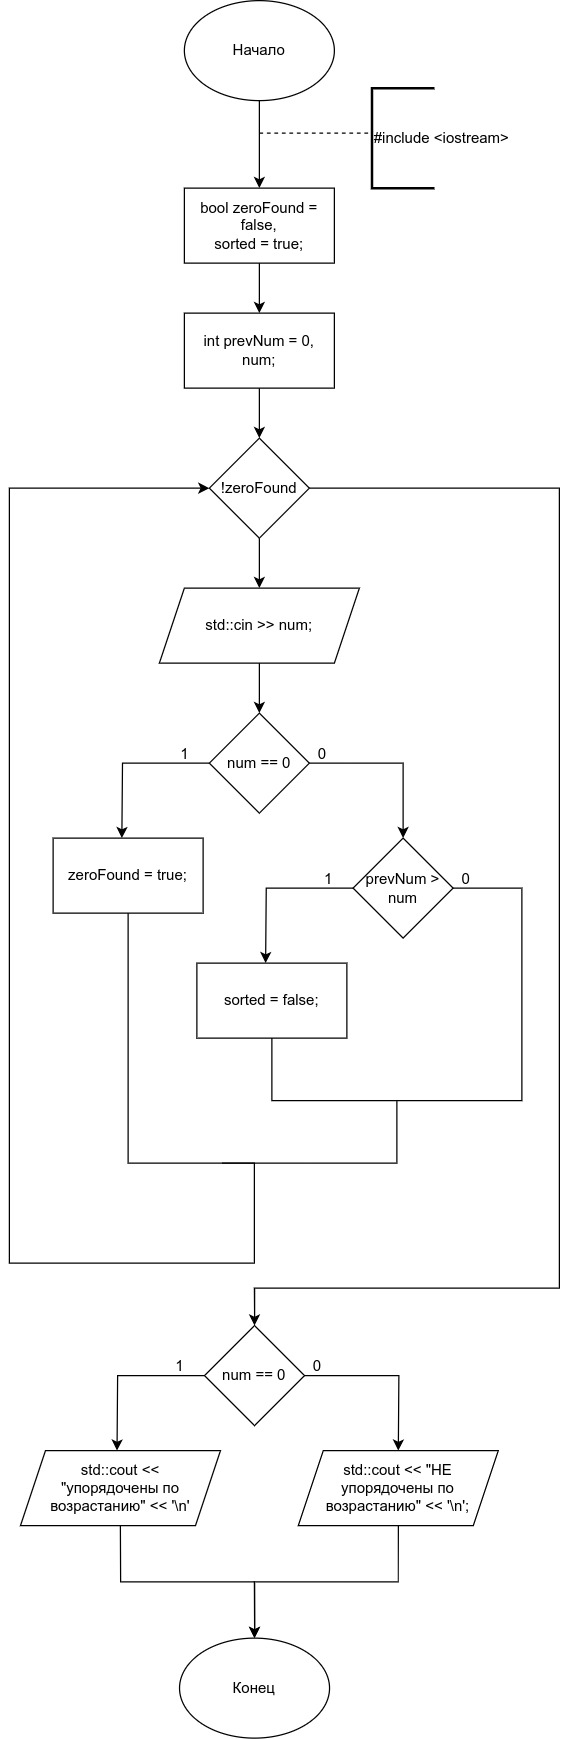 Начало
#include <iostream>
bool zeroFound =
false,
sorted = true;
int prevNum = 0,
num;
!zeroFound
std::cin >> num;
1
num == 0
0
zeroFound = true;
1
prevNum >
num
0
sorted = false;
1
num == 0
0
std::cout <<
"упорядочены по
возрастанию" << '\n'
std::cout << "НЕ
упорядочены по
возрастанию" << '\n';
Конец